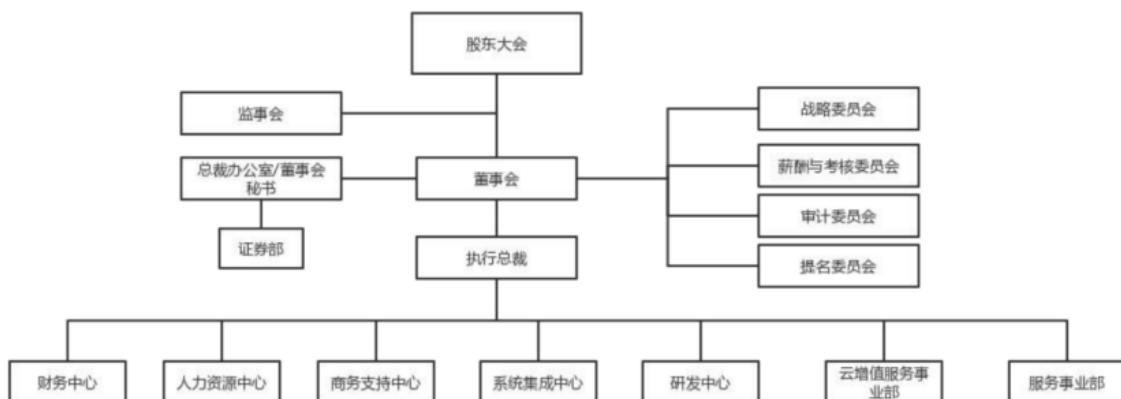 股东大会
监事会
战略委员会
薪酬与考核委员会
总裁办公室/董事会
秘书
董事会
审计委员会
证券部
执行总裁
提名委员会
财务中心
人力资源中心
商务支持中心
系统集成中心
研发中心
云增值服务事
业部
服务事业部